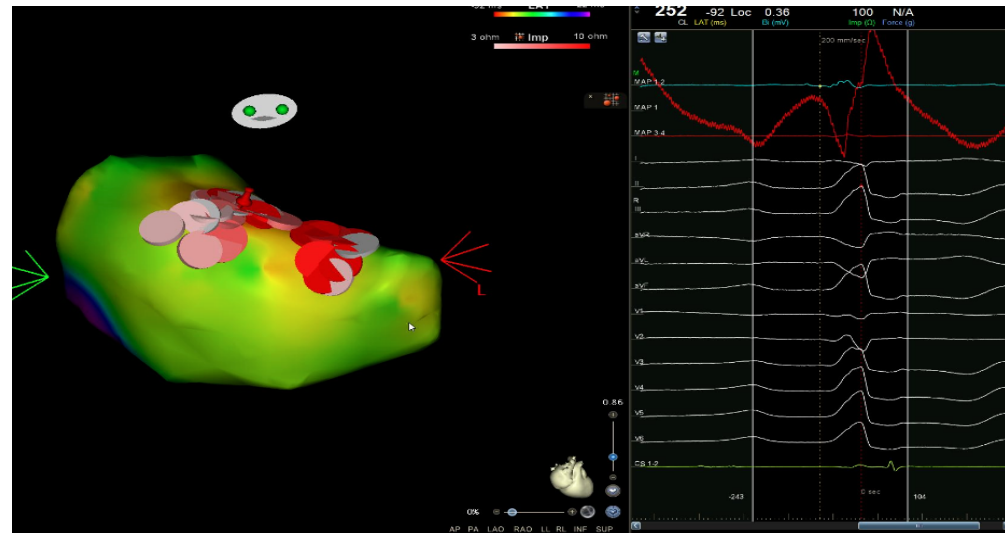 LAT
3 ohm Imp 10 ohm
L
0.86
0%
AP PA LAO RAO LL RL INF SUP
252 -92 Loc 0.36 100 N/A
CL LAT (ms) Bi (mV) Imp (Ω) Force (g)
200 mm/sec
M
MAP 1-2
MAP 1
MAP 3-4
I
II
R
III
aVR
aVL
aVF
V1
V2
V3
V4
V5
V6
CS 1-2
0 sec
-243 194